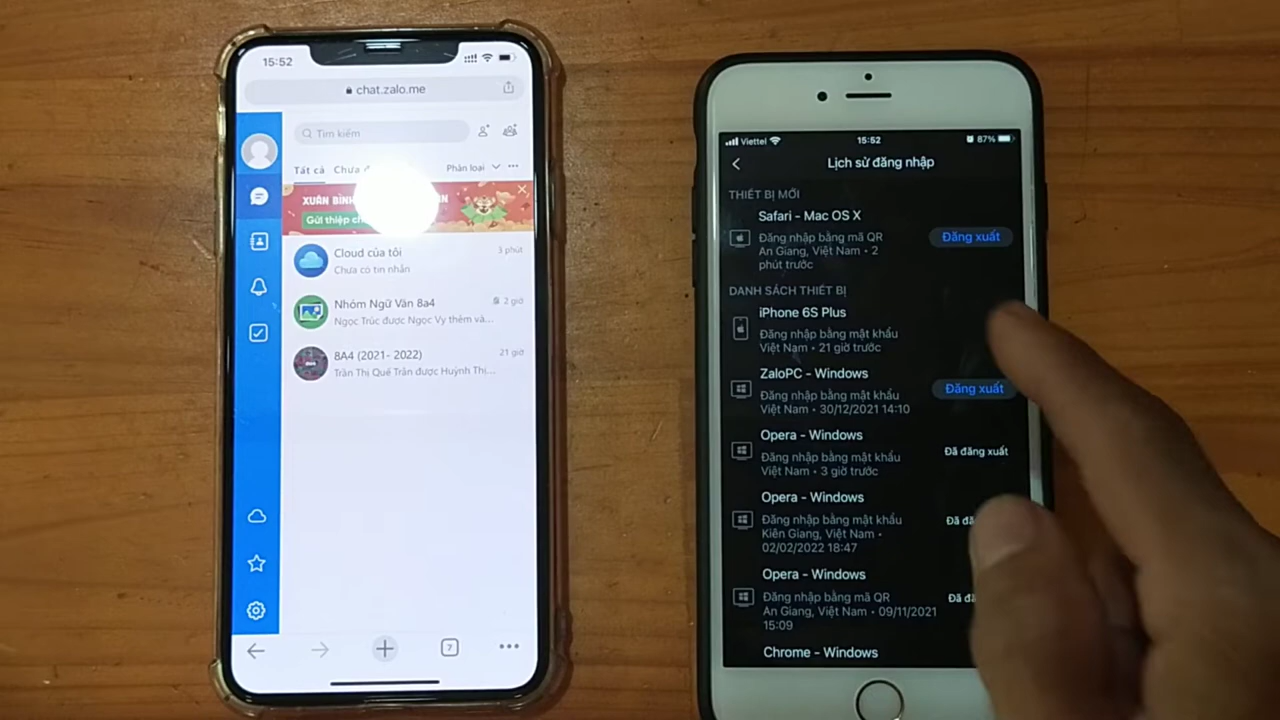 15:52
chat.zalo.me
Tìm kiếm
Tất cả Chưa Phân loại
XUÂN BÌNH
Gửi thiệp
Cloud của tôi 3 phút
Chưa có tin nhắn
Nhóm Ngữ Văn 8a4 2 giờ
Ngọc Trúc được Ngọc Vy thêm và...
8A4 (2021- 2022) 21 giờ
Trần Thị Quế Trân được Huỳnh Thị...
7
Viettel 15:52 87%
Lịch sử đăng nhập
THIẾT BỊ MỚI
Safari - Mac OS X
Đăng nhập bằng mã QR
An Giang, Việt Nam • 2
phút trước
Đăng xuất
DANH SÁCH THIẾT BỊ
iPhone 6S Plus
Đăng nhập bằng mật khẩu
Việt Nam • 21 giờ trước
ZaloPC - Windows
Đăng nhập bằng mật khẩu
Việt Nam • 30/12/2021 14:10
Đăng xuất
Opera - Windows
Đăng nhập bằng mật khẩu
Việt Nam • 3 giờ trước
Đã đăng xuất
Opera - Windows
Đăng nhập bằng mật khẩu
Kiên Giang, Việt Nam •
02/02/2022 18:47
Đã
Opera - Windows
Đăng nhập bằng mã QR
An Giang, Việt Nam • 09/11/2021
15:09
Đã
Chrome - Windows